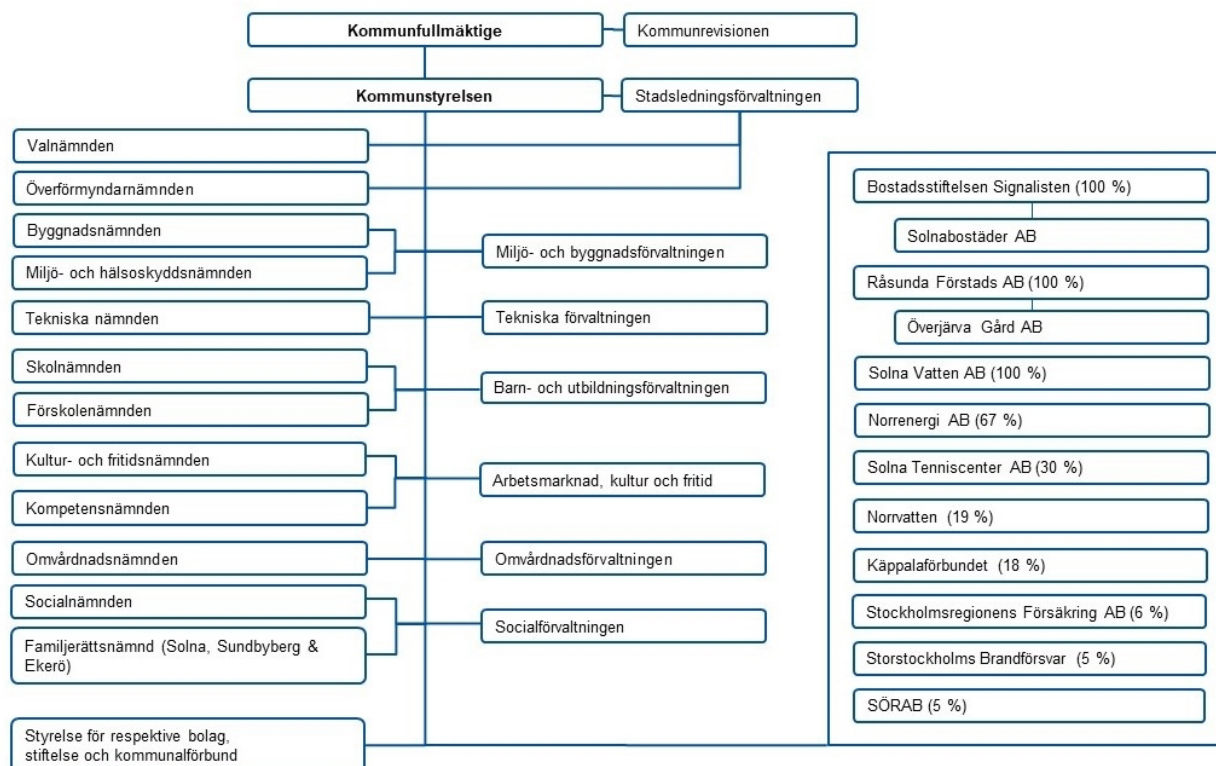 Kommunfullmäktige
Kommunrevisionen
Kommunstyrelsen
Stadsledningsförvaltningen
Valnämnden
Överförmyndarnämnden
Byggnadsnämnden
Miljö- och hälsoskyddsnämnden
Miljö- och byggnadsförvaltningen
Tekniska nämnden
Tekniska förvaltningen
Skolnämnden
Förskolenämnden
Barn- och utbildningsförvaltningen
Kultur- och fritidsnämnden
Kompetensnämnden
Arbetsmarknad, kultur och fritid
Omvårdnadsnämnden
Omvårdnadsförvaltningen
Socialnämnden
Familjerättsnämnd (Solna, Sundbyberg &
Ekerö)
Socialförvaltningen
Styrelse för respektive bolag,
stiftelse och kommunalförbund
Bostadsstiftelsen Signalisten (100 %)
Solnabostäder AB
Råsunda Förstads AB (100 %)
Överjärva Gård AB
Solna Vatten AB (100 %)
Norrenergi AB (67 %)
Solna Tenniscenter AB (30 %)
Norrvatten (19 %)
Käppalaförbundet (18 %)
Stockholmsregionens Försäkring AB (6 %)
Storstockholms Brandförsvar (5 %)
SÖRAB (5 %)